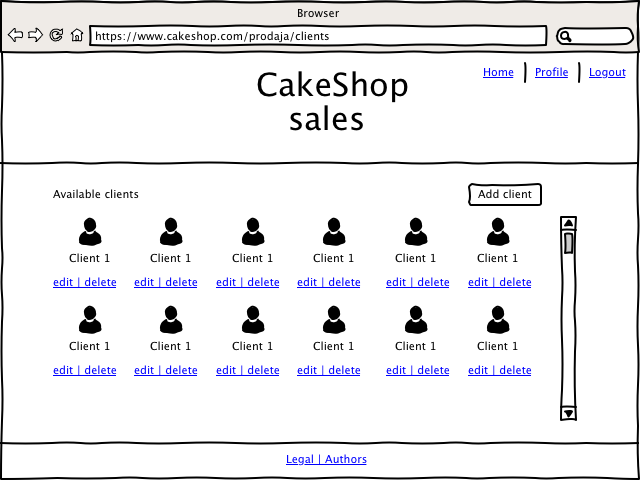 Browser
https://www.cakeshop.com/prodaja/clients
Home Profile Logout
CakeShop
sales
Available clients Add client
Client 1 Client 1 Client 1 Client 1 Client 1 Client 1
edit | delete edit | delete edit | delete edit | delete edit | delete edit | delete
Client 1 Client 1 Client 1 Client 1 Client 1 Client 1
edit | delete edit | delete edit | delete edit | delete edit | delete edit | delete
Legal | Authors